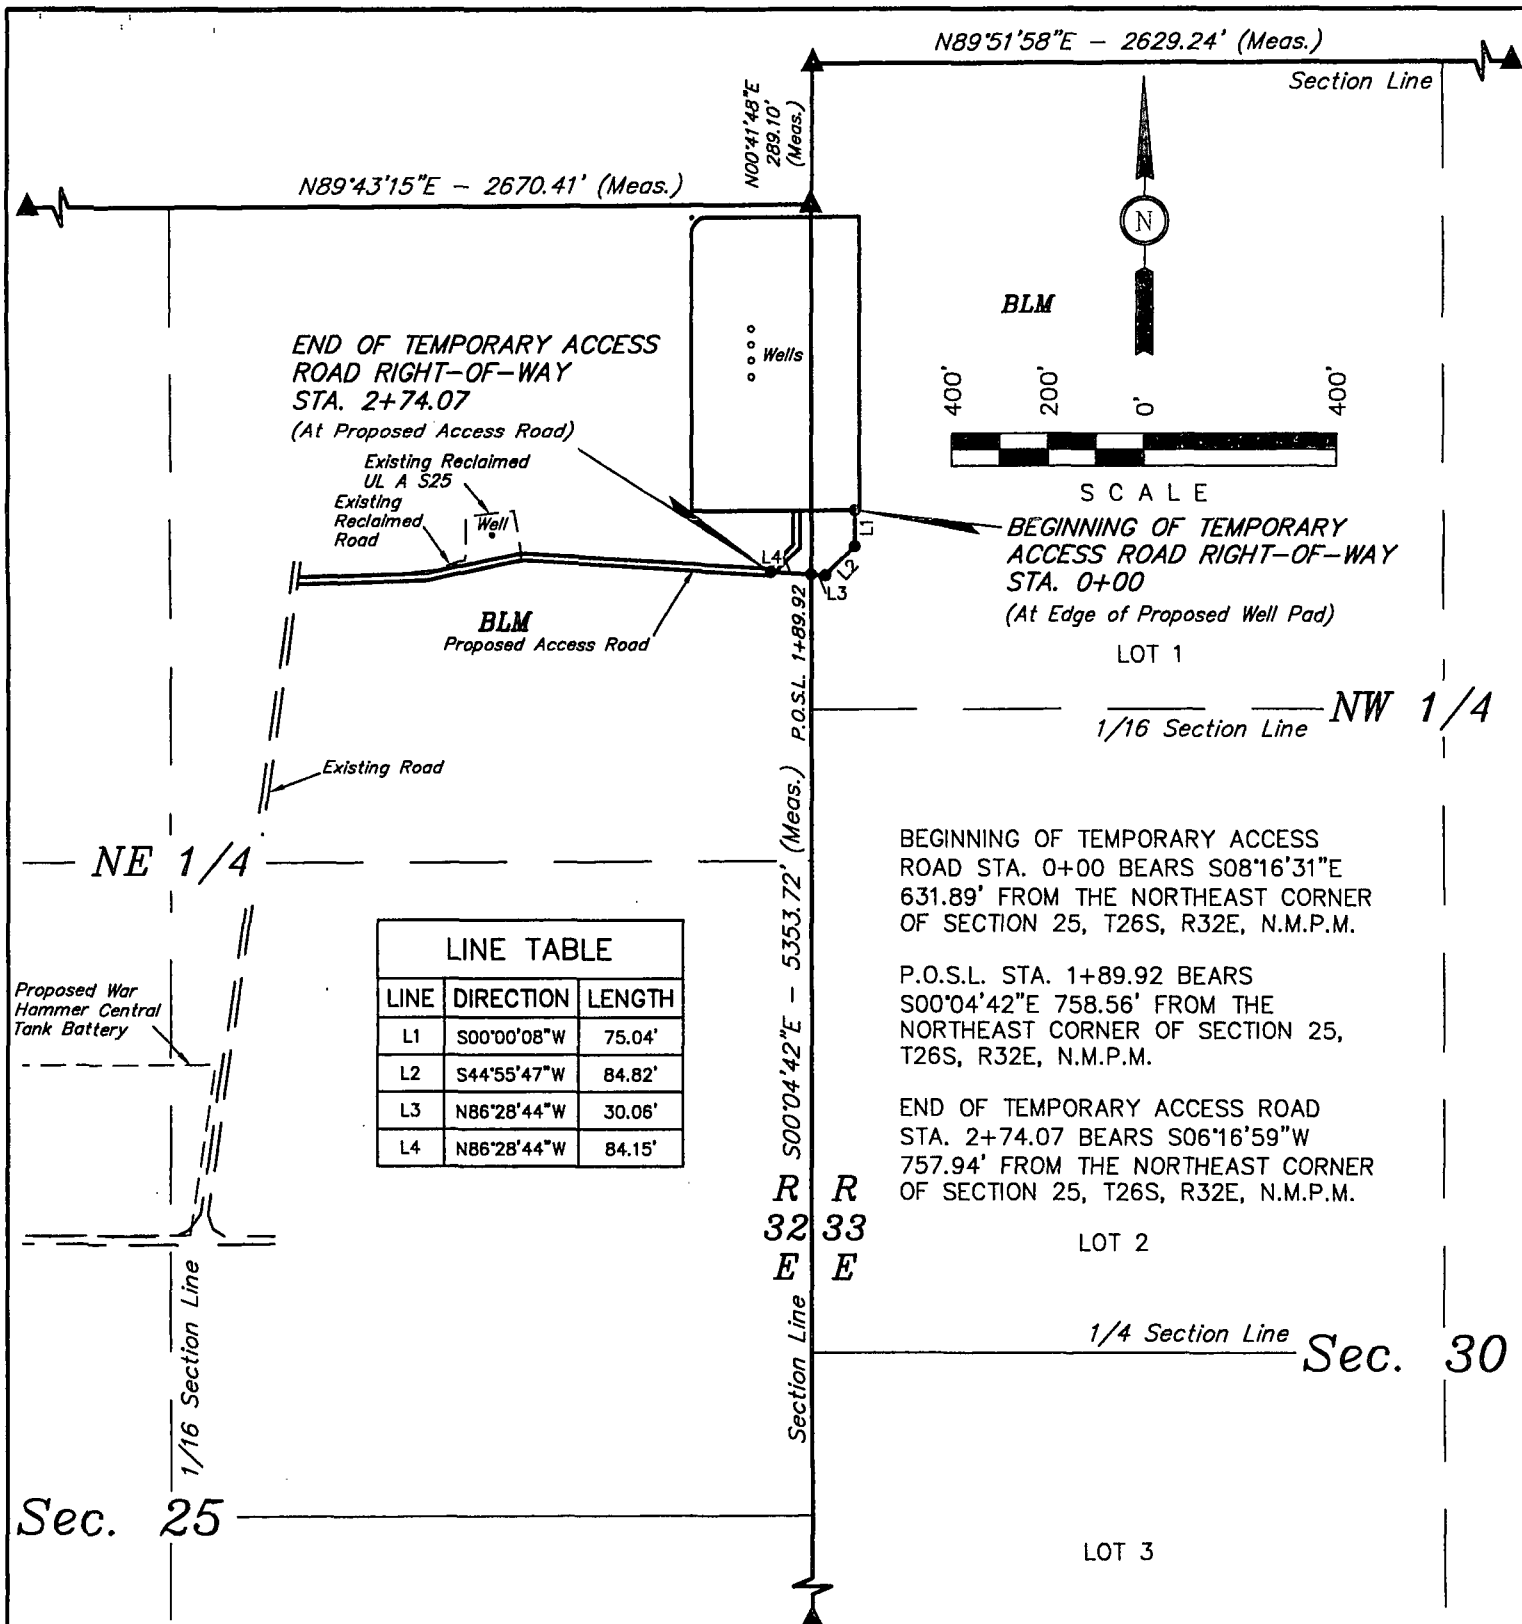 N89°51'58"E - 2629.24' (Meas.)
Section Line
N00°41'48"E
289.10'
(Meas.)
N89°43'15"E - 2670.41' (Meas.)
N
BLM
END OF TEMPORARY ACCESS
ROAD RIGHT-OF-WAY
STA. 2+74.07
(At Proposed Access Road)
Wells
400'
200'
0'
400'
SCALE
Existing Reclaimed
UL A S25
Existing
Reclaimed
Road
Well
L1
L2
L3
L4
BEGINNING OF TEMPORARY
ACCESS ROAD RIGHT-OF-WAY
STA. 0+00
(At Edge of Proposed Well Pad)
BLM
Proposed Access Road
LOT 1
P.O.S.L. 1+89.92
NW 1/4
1/16 Section Line
Existing Road
S00°04'42"E - 5353.72' (Meas.)
NE 1/4
BEGINNING OF TEMPORARY ACCESS
ROAD STA. 0+00 BEARS S08°16'31"E
631.89' FROM THE NORTHEAST CORNER
OF SECTION 25, T26S, R32E, N.M.P.M.
P.O.S.L. STA. 1+89.92 BEARS
S00°04'42"E 758.56' FROM THE
NORTHEAST CORNER OF SECTION 25,
T26S, R32E, N.M.P.M.
END OF TEMPORARY ACCESS ROAD
STA. 2+74.07 BEARS S06°16'59"W
757.94' FROM THE NORTHEAST CORNER
OF SECTION 25, T26S, R32E, N.M.P.M.
LINE TABLE
LINE DIRECTION LENGTH
L1 S00°00'08"W 75.04'
L2 S44°55'47"W 84.82'
L3 N86°28'44"W 30.06'
L4 N86°28'44"W 84.15'
Proposed War
Hammer Central
Tank Battery
R R
32 33
E E
LOT 2
1/16 Section Line
Section Line
1/4 Section Line
Sec. 30
Sec. 25
LOT 3